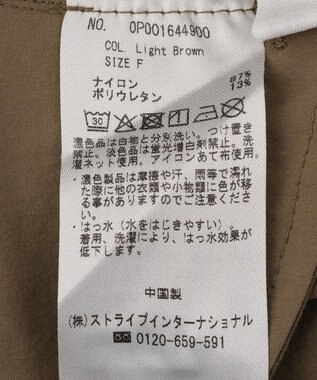 NO. 0P001644900
COL. Light Brown
SIZE F
ナイロン 87%
ポリウレタン 13%
30
濃色品は白物と分別洗い。つけ置き
禁止。淡色品は蛍光増白剤禁止。洗
濯ネット使用。アイロンあて布使用。
・濃色製品は摩擦や汗、雨等で濡れ
た際に他の衣類や小物類に色が移
る事がありますのでご注意くださ
い。
・はっ水（水をはじきやすい）。
着用、洗濯により、はっ水効果が
低下します。
中国製
(株)ストライプインターナショナル
☎ 0120-659-591